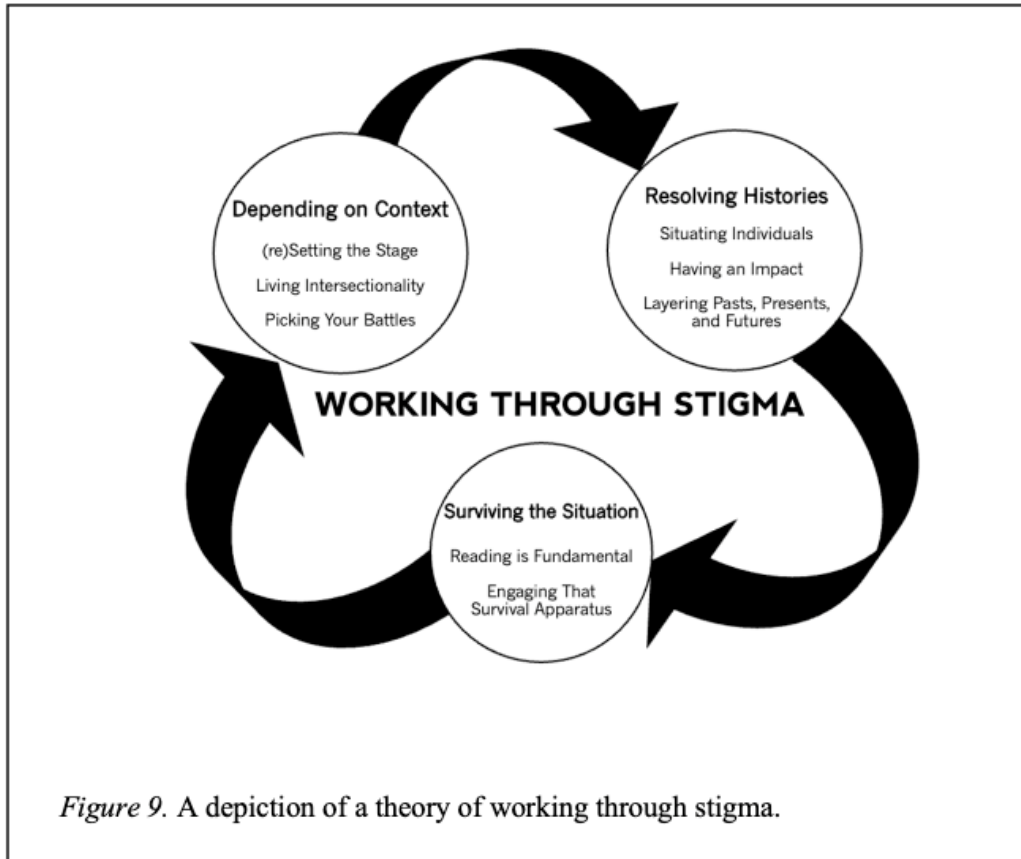 Depending on Context
(re)Setting the Stage
Living Intersectionality
Picking Your Battles
Resolving Histories
Situating Individuals
Having an Impact
Layering Pasts, Presents,
and Futures
WORKING THROUGH STIGMA
Surviving the Situation
Reading is Fundamental
Engaging That
Survival Apparatus
Figure 9. A depiction of a theory of working through stigma.